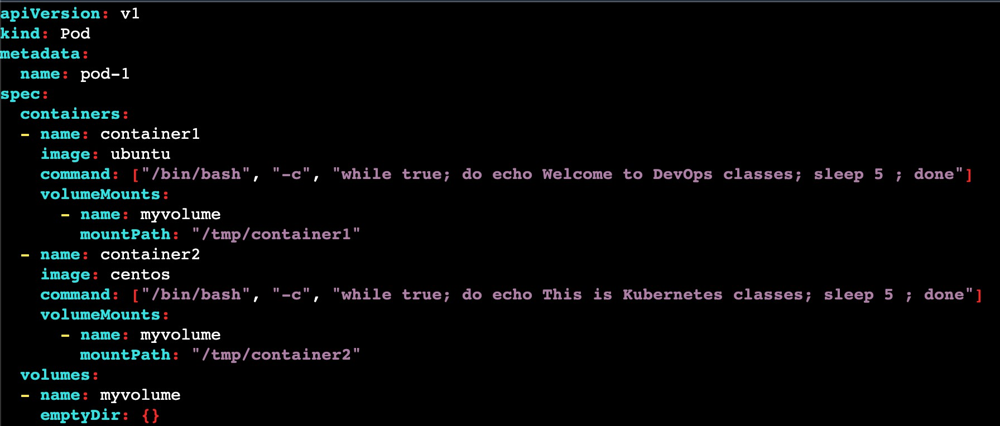 apiVersion: v1
kind: Pod
metadata:
  name: pod-1
spec:
  containers:
  - name: container1
    image: ubuntu
    command: ["/bin/bash", "-c", "while true; do echo Welcome to DevOps classes; sleep 5 ; done"]
    volumeMounts:
      - name: myvolume
        mountPath: "/tmp/container1"
  - name: container2
    image: centos
    command: ["/bin/bash", "-c", "while true; do echo This is Kubernetes classes; sleep 5 ; done"]
    volumeMounts:
      - name: myvolume
        mountPath: "/tmp/container2"
  volumes:
  - name: myvolume
    emptyDir: {}